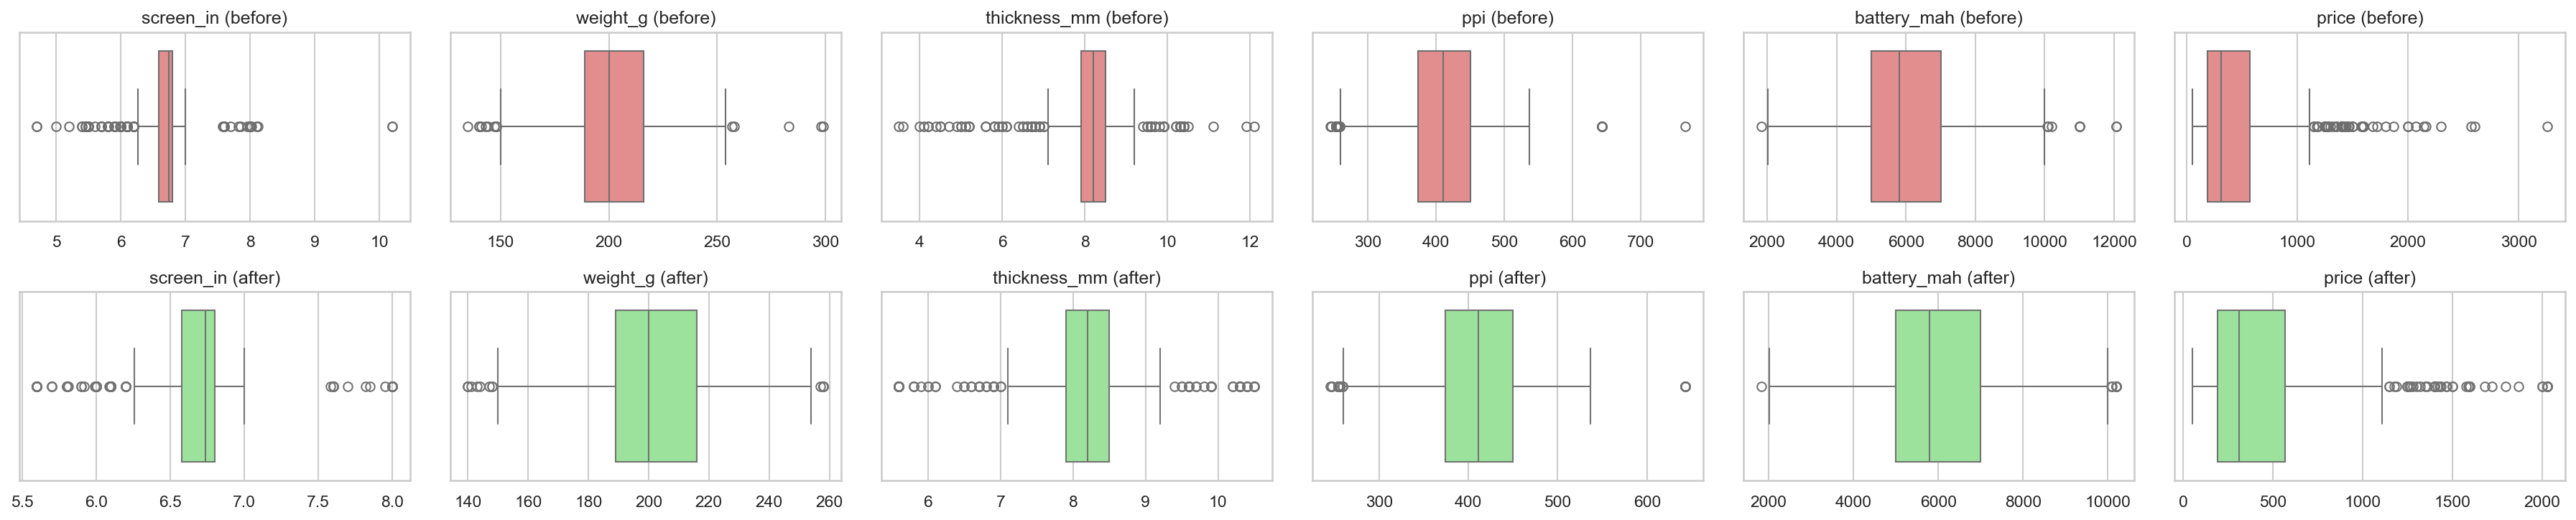 screen_in (before) weight_g (before) thickness_mm (before) ppi (before) battery_mah (before) price (before)
5 6 7 8 9 10 150 200 250 300 4 6 8 10 12 300 400 500 600 700 2000 4000 6000 8000 10000 12000 0 1000 2000 3000
screen_in (after) weight_g (after) thickness_mm (after) ppi (after) battery_mah (after) price (after)
5.5 6.0 6.5 7.0 7.5 8.0 140 160 180 200 220 240 260 6 7 8 9 10 300 400 500 600 2000 4000 6000 8000 10000 0 500 1000 1500 2000